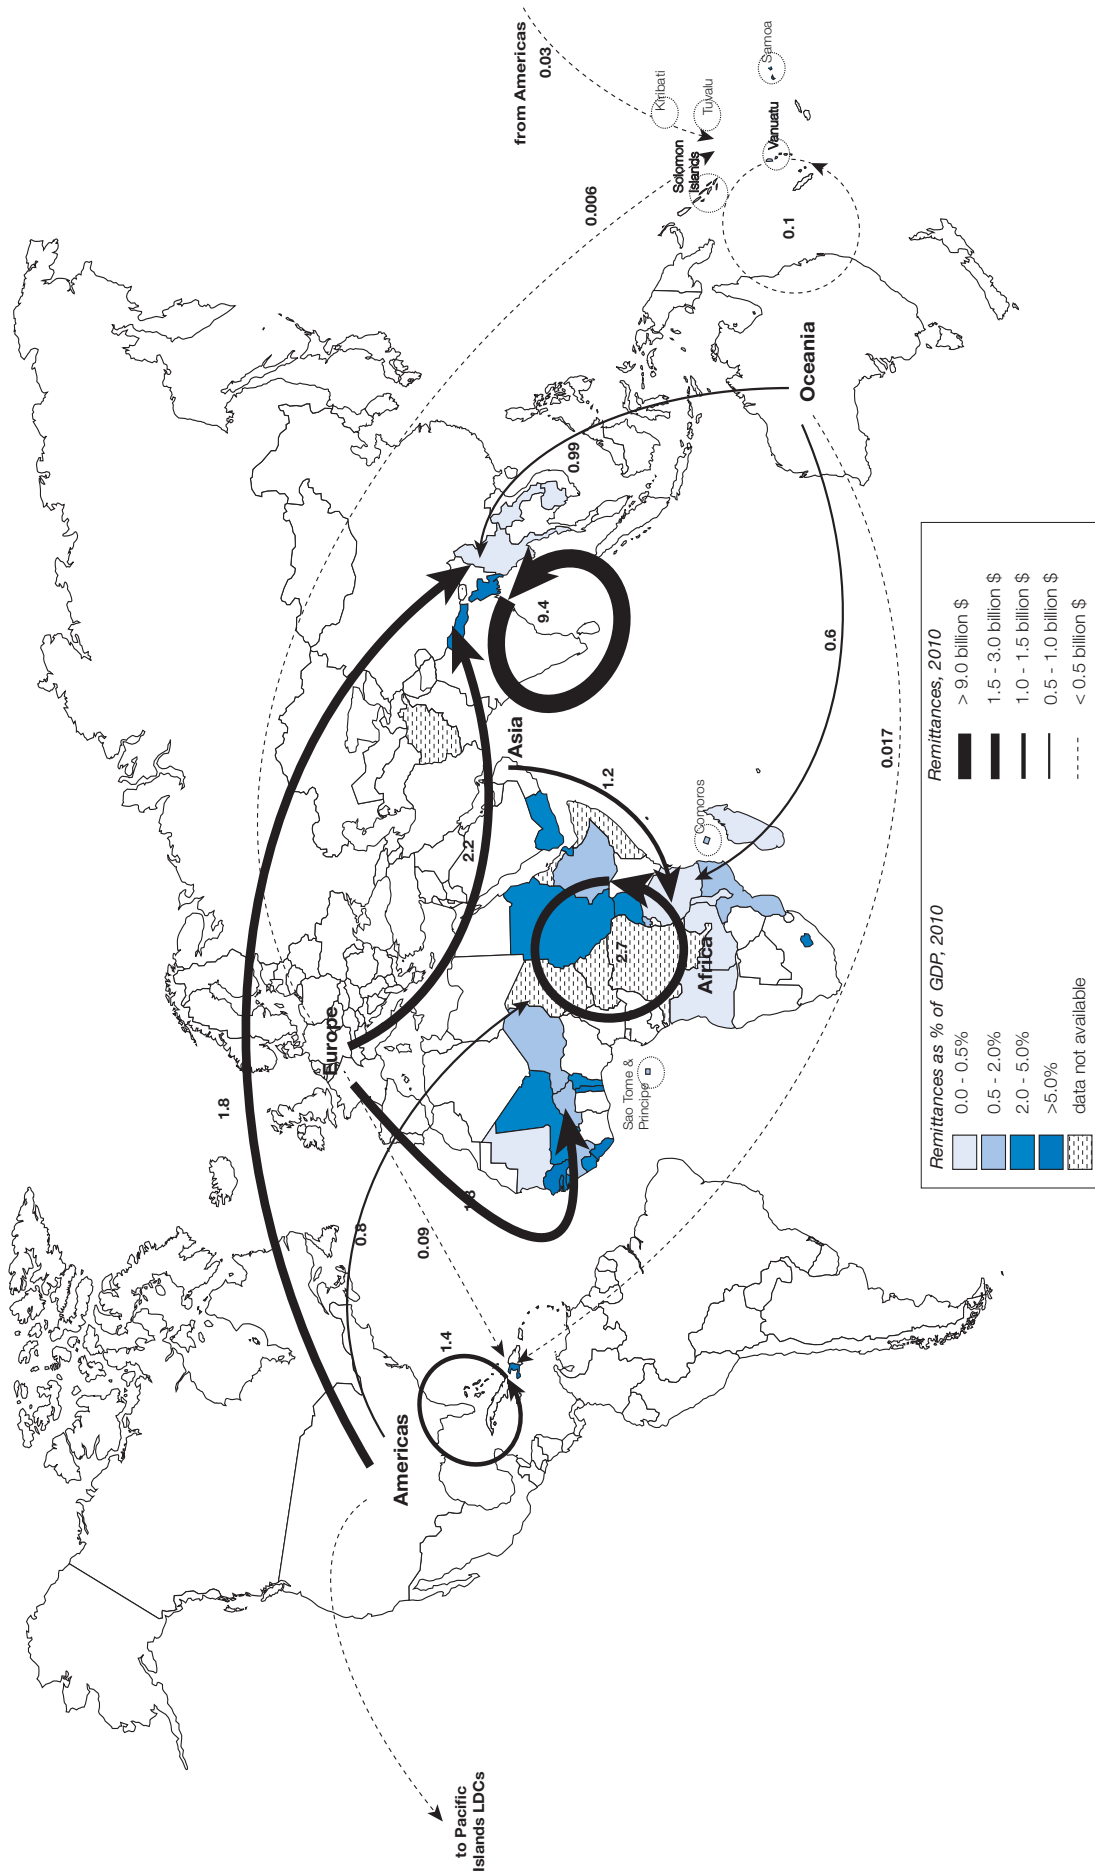 1.8
Europe
0.8
Americas
0.09
1.4
to Pacific
Islands LDCs
2.2
Asia
9.4
0.99
from Americas
0.03
0.006
1.2
2.7
Sao Tome &
Principe
Africa
Comoros
Kiribati
Tuvalu
Solomon
Islands
Vanuatu
Samoa
0.1
Oceania
0.6
0.017
Remittances as % of GDP, 2010
0.0 - 0.5%
0.5 - 2.0%
2.0 - 5.0%
>5.0%
data not available
Remittances, 2010
> 9.0 billion $
1.5 - 3.0 billion $
1.0 - 1.5 billion $
0.5 - 1.0 billion $
< 0.5 billion $